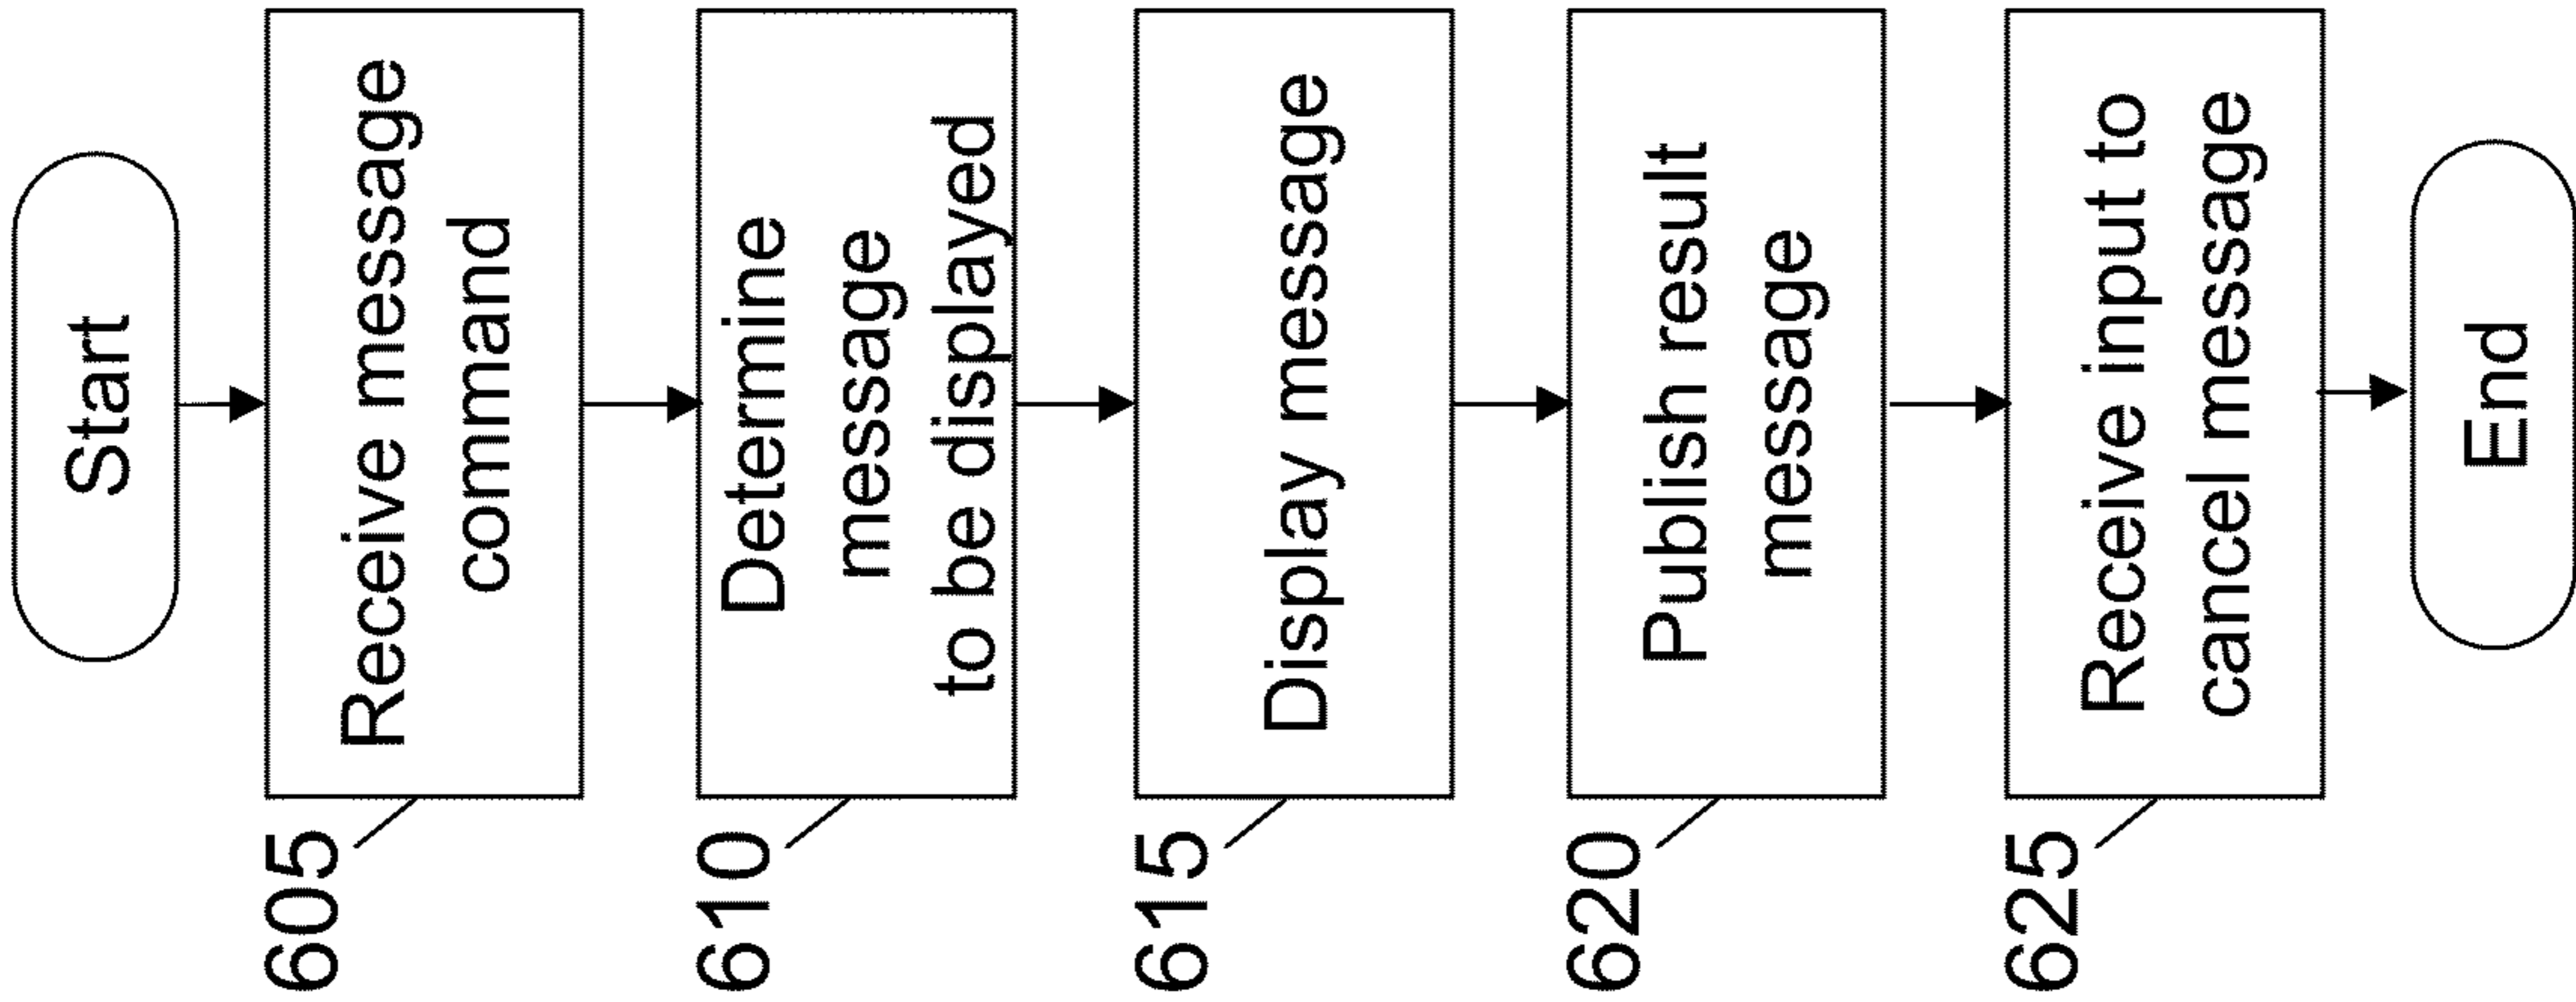 Start
605
Receive message
command
610
Determine
message
to be displayed
615
Display message
620
Publish result
message
625
Receive input to
cancel message
End